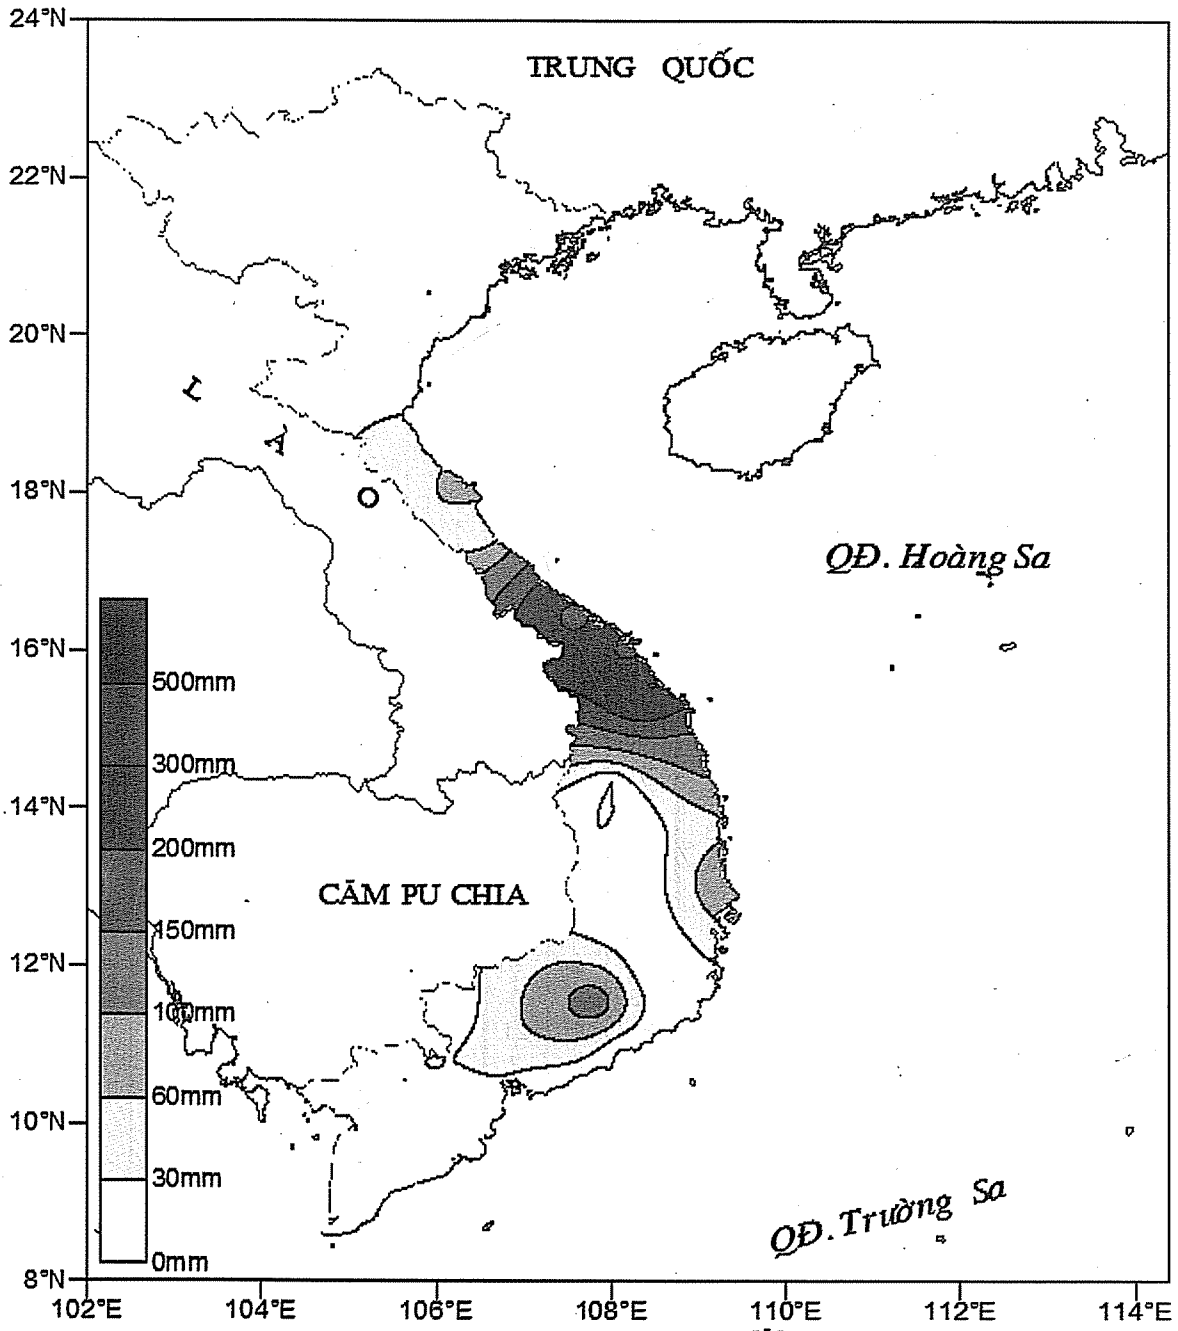 24°N
TRUNG QUỐC
22°N
20°N
L
A
O
18°N
QĐ. Hoàng Sa
16°N
500mm
300mm
14°N
200mm
CĂM PU CHIA
150mm
12°N
100mm
60mm
10°N
30mm
QĐ. Trường Sa
0mm
8°N
102°E 104°E 106°E 108°E 110°E 112°E 114°E